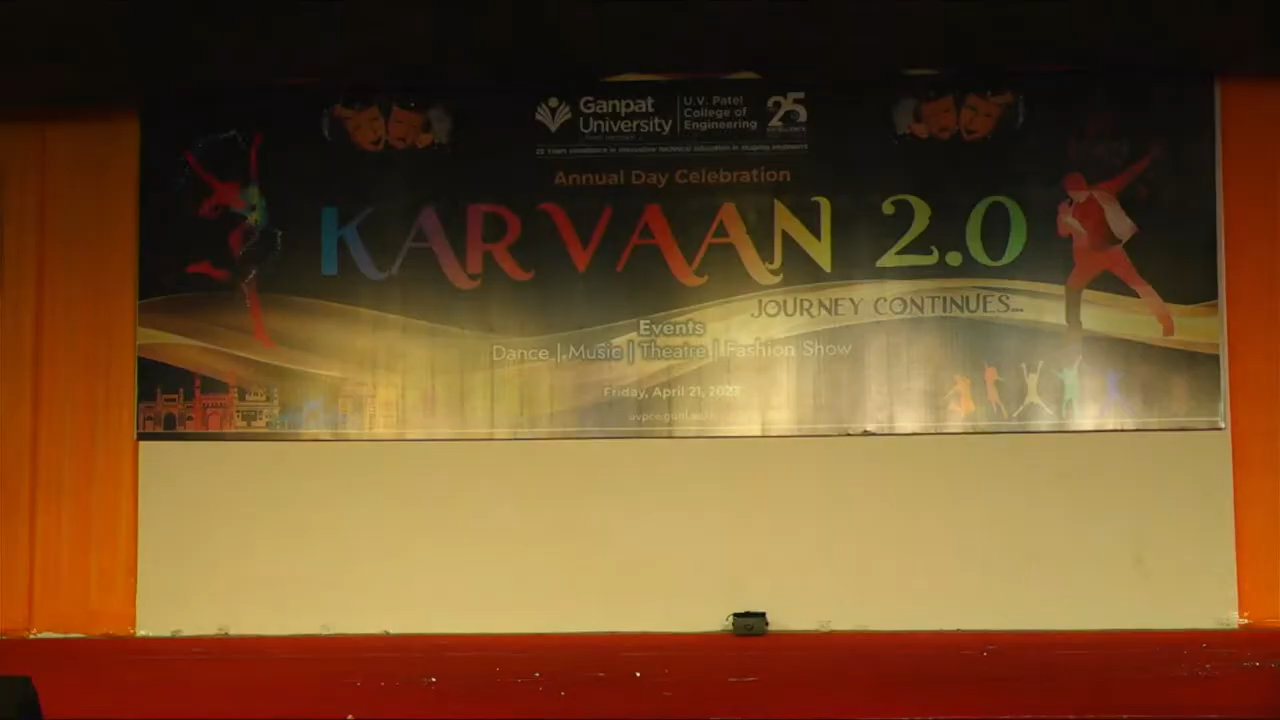 Ganpat
University
U.V. Patel
College of
Engineering
25
Annual Day Celebration
KARVAAN 2.0
JOURNEY CONTINUES...
Events
Dance | Music | Theatre | Fashion Show
Friday, April 21, 2023